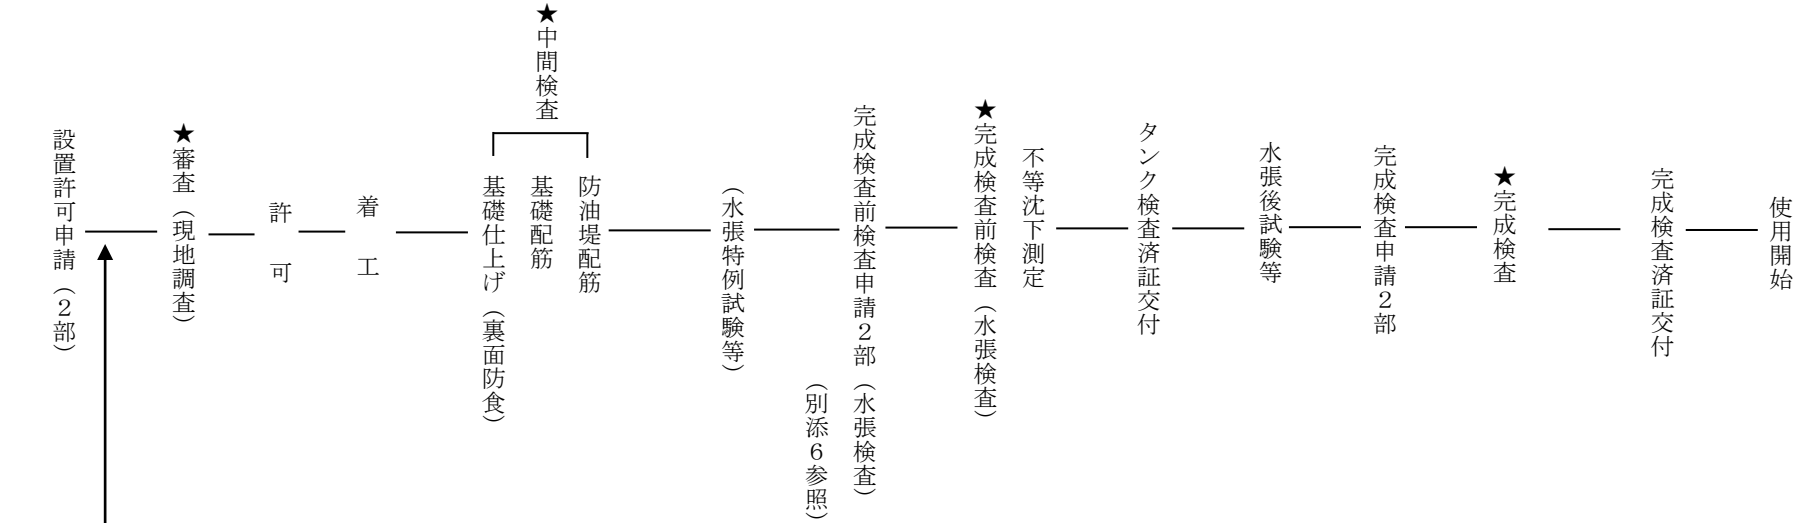 設置許可申請（２部）
★審査（現地調査）
許可
着工
★中間検査
基礎仕上げ（裏面防食）
基礎配筋
防油堤配筋
（水張特例試験等）
完成検査前検査申請２部（水張検査）
（別添６参照）
★完成検査前検査（水張検査）
不等沈下測定
タンク検査済証交付
水張後試験等
完成検査申請２部
★完成検査
完成検査済証交付
使用開始